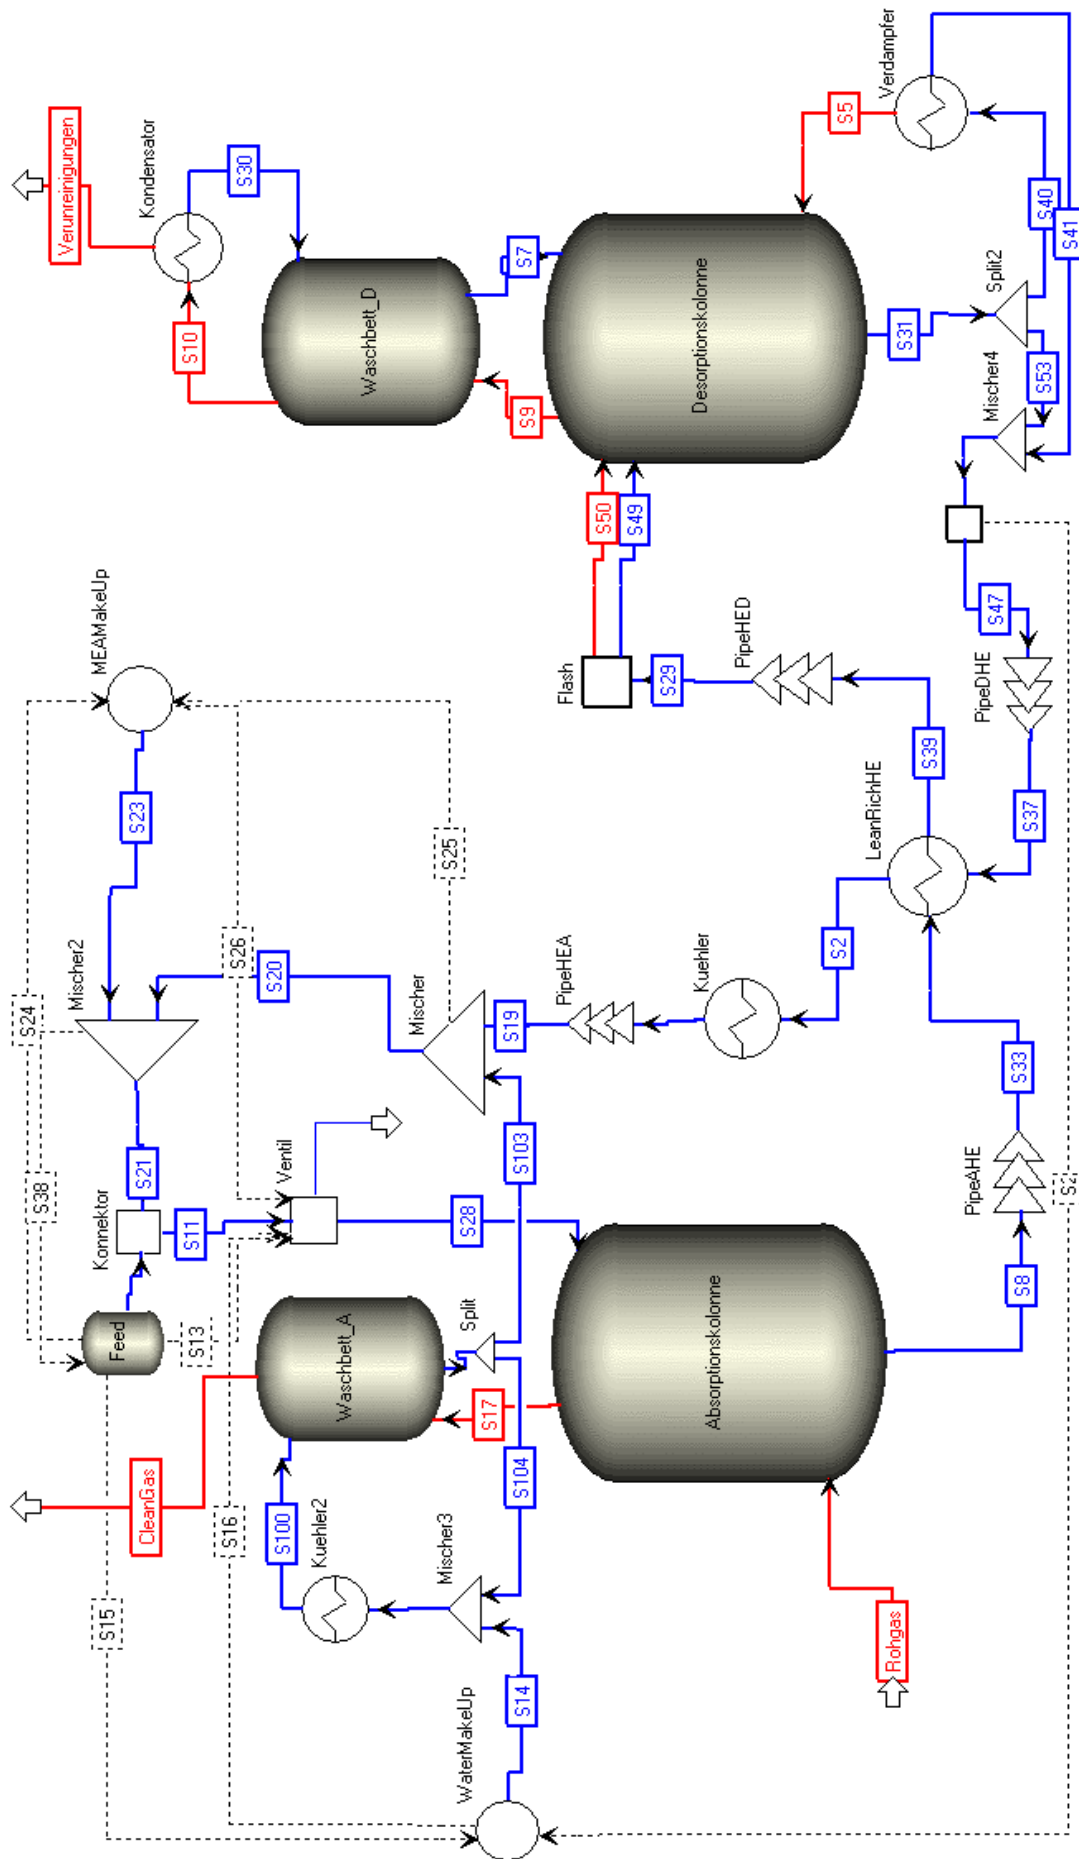 S24
S38
Verunreinigungen
Mischer2
MEAMakeUp
S15
Feed
Konnektor
CleanGas
S21
S23
Kondensator
S13
S11
S10
S16
S26
S30
S100
Ventil
S20
Kuehler2
Waschbett_A
Waschbett_D
Mischer3
Mischer
S25
WaterMakeUp
Split
S28
S17
S19
S14
S104
S103
S9
S7
PipeHEA
Flash
S50
S49
S29
Absorptionskolonne
Kuehler
Desorptionskolonne
PipeHED
S2
S5
LeanRichHE
Verdampfer
Rohgas
S39
S31
PipeAHE
PipeDHE
Mischer4
S47
Split2
S8
S33
S37
S53
S40
S41